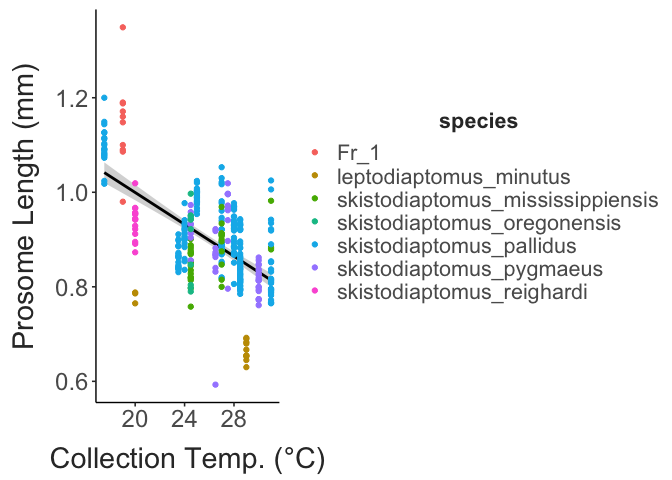 Prosome Length (mm)
1.2
1.0
0.8
0.6
20 24 28
Collection Temp. (°C)
species
Fr_1
leptodiaptomus_minutus
skistodiaptomus_mississippiensis
skistodiaptomus_oregonensis
skistodiaptomus_pallidus
skistodiaptomus_pygmaeus
skistodiaptomus_reighardi